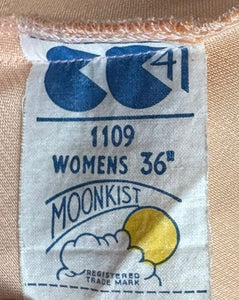 CC41
1109
WOMENS 36"
MOONKIST
REGISTERED
TRADE MARK